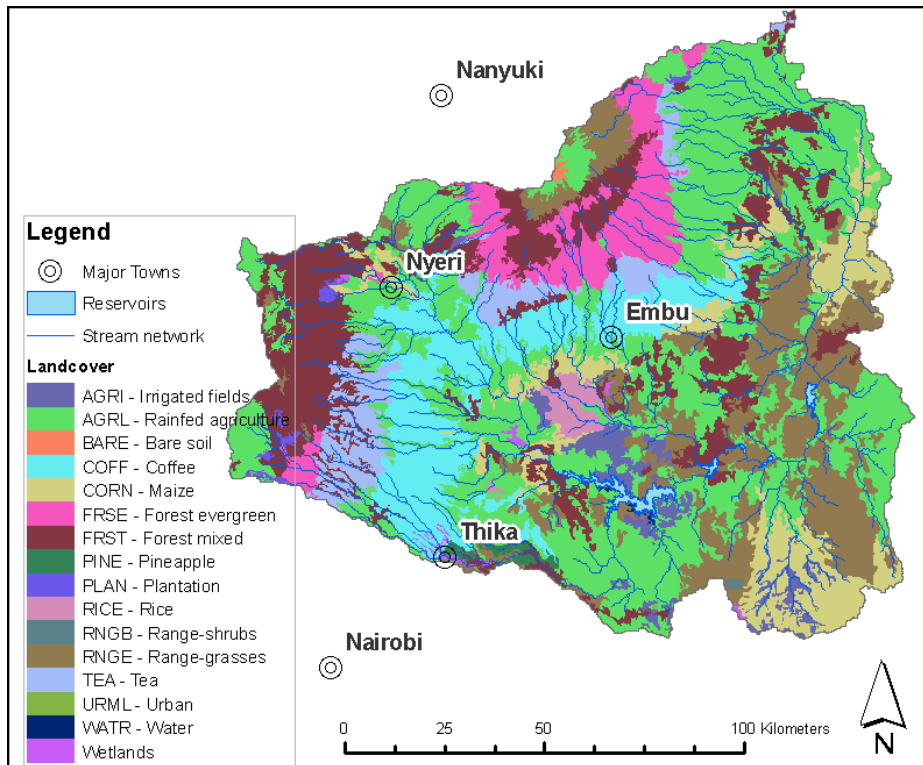 Nanyuki
Legend
Major Towns
Nyeri
Reservoirs
Embu
Stream network
Landcover
AGRI - Irrigated fields
AGRL - Rainfed agriculture
BARE - Bare soil
COFF - Coffee
CORN - Maize
FRSE - Forest evergreen
FRST - Forest mixed
Thika
PINE - Pineapple
PLAN - Plantation
RICE - Rice
RNGB - Range-shrubs
RNGE - Range-grasses
Nairobi
TEA - Tea
URML - Urban
WATR - Water
Wetlands
0 25 50 100 Kilometers
N